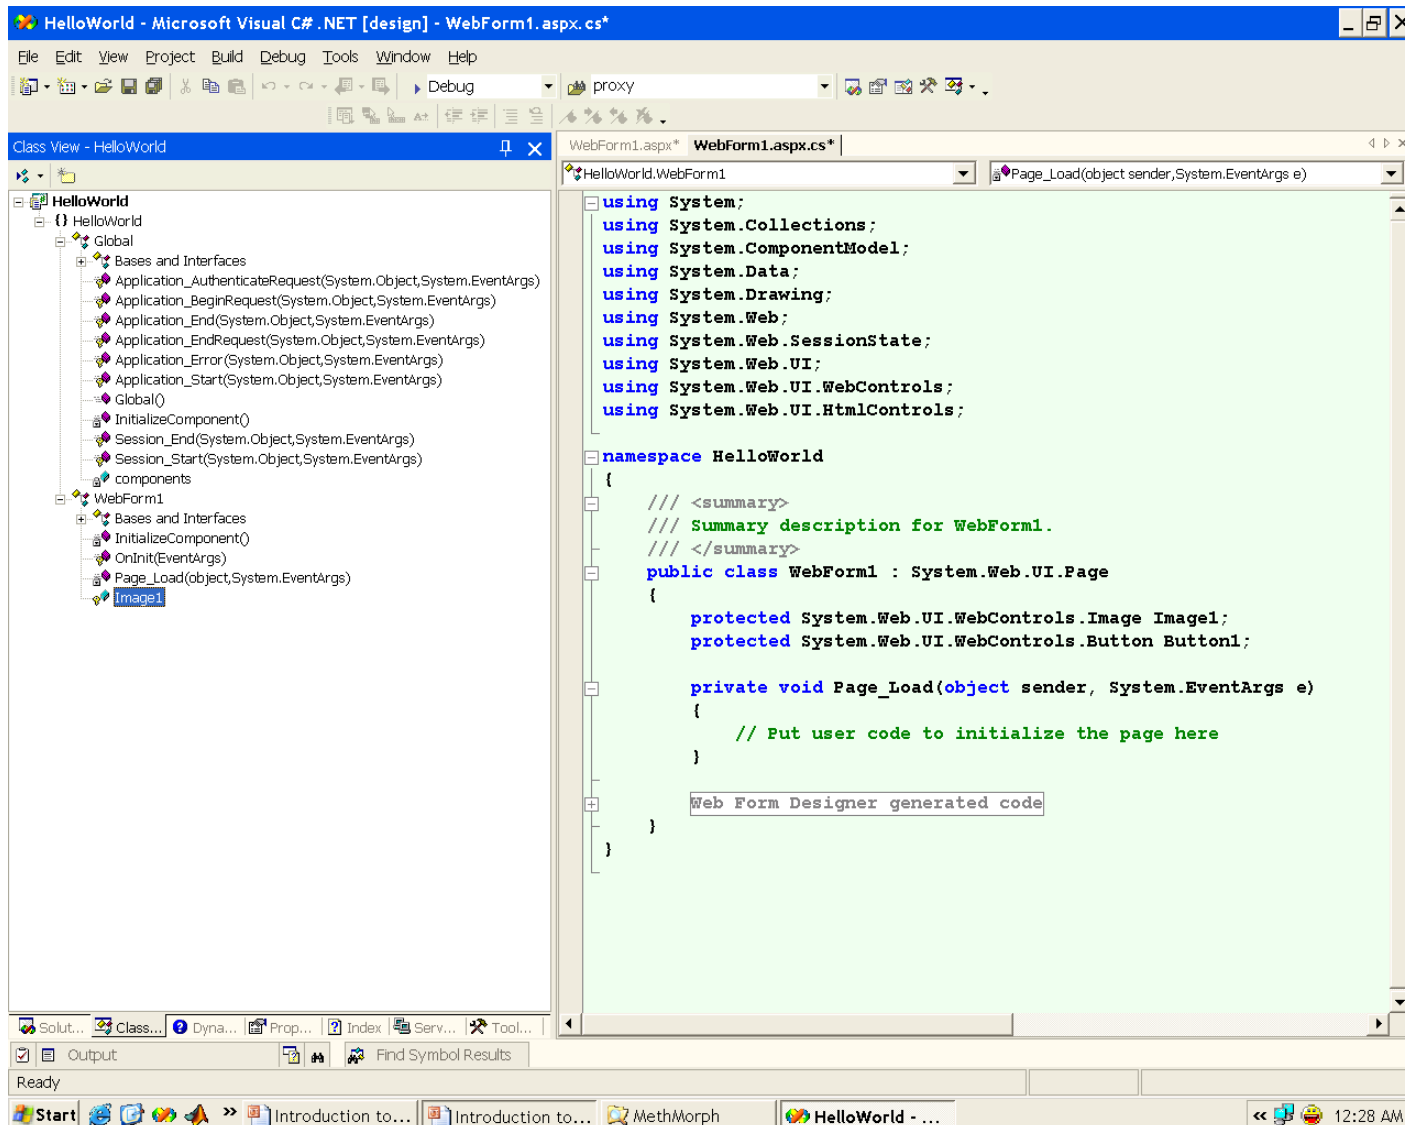 HelloWorld - Microsoft Visual C# .NET [design] - WebForm1.aspx.cs*
File Edit View Project Build Debug Tools Window Help
Debug proxy
Class View - HelloWorld
WebForm1.aspx* WebForm1.aspx.cs*
HelloWorld.WebForm1 Page_Load(object sender,System.EventArgs e)
HelloWorld
{} HelloWorld
Global
Bases and Interfaces
Application_AuthenticateRequest(System.Object,System.EventArgs)
Application_BeginRequest(System.Object,System.EventArgs)
Application_End(System.Object,System.EventArgs)
Application_EndRequest(System.Object,System.EventArgs)
Application_Error(System.Object,System.EventArgs)
Application_Start(System.Object,System.EventArgs)
Global()
InitializeComponent()
Session_End(System.Object,System.EventArgs)
Session_Start(System.Object,System.EventArgs)
components
WebForm1
Bases and Interfaces
InitializeComponent()
OnInit(EventArgs)
Page_Load(object,System.EventArgs)
Image1
using System;
using System.Collections;
using System.ComponentModel;
using System.Data;
using System.Drawing;
using System.Web;
using System.Web.SessionState;
using System.Web.UI;
using System.Web.UI.WebControls;
using System.Web.UI.HtmlControls;
namespace HelloWorld
{
/// <summary>
/// Summary description for WebForm1.
/// </summary>
public class WebForm1 : System.Web.UI.Page
{
protected System.Web.UI.WebControls.Image Image1;
protected System.Web.UI.WebControls.Button Button1;
private void Page_Load(object sender, System.EventArgs e)
{
// Put user code to initialize the page here
}
Web Form Designer generated code
}
}
Solut... Class... Dyna... Prop... Index Serv... Tool...
Output Find Symbol Results
Ready
Start Introduction to... Introduction to... MethMorph HelloWorld - ... 12:28 AM